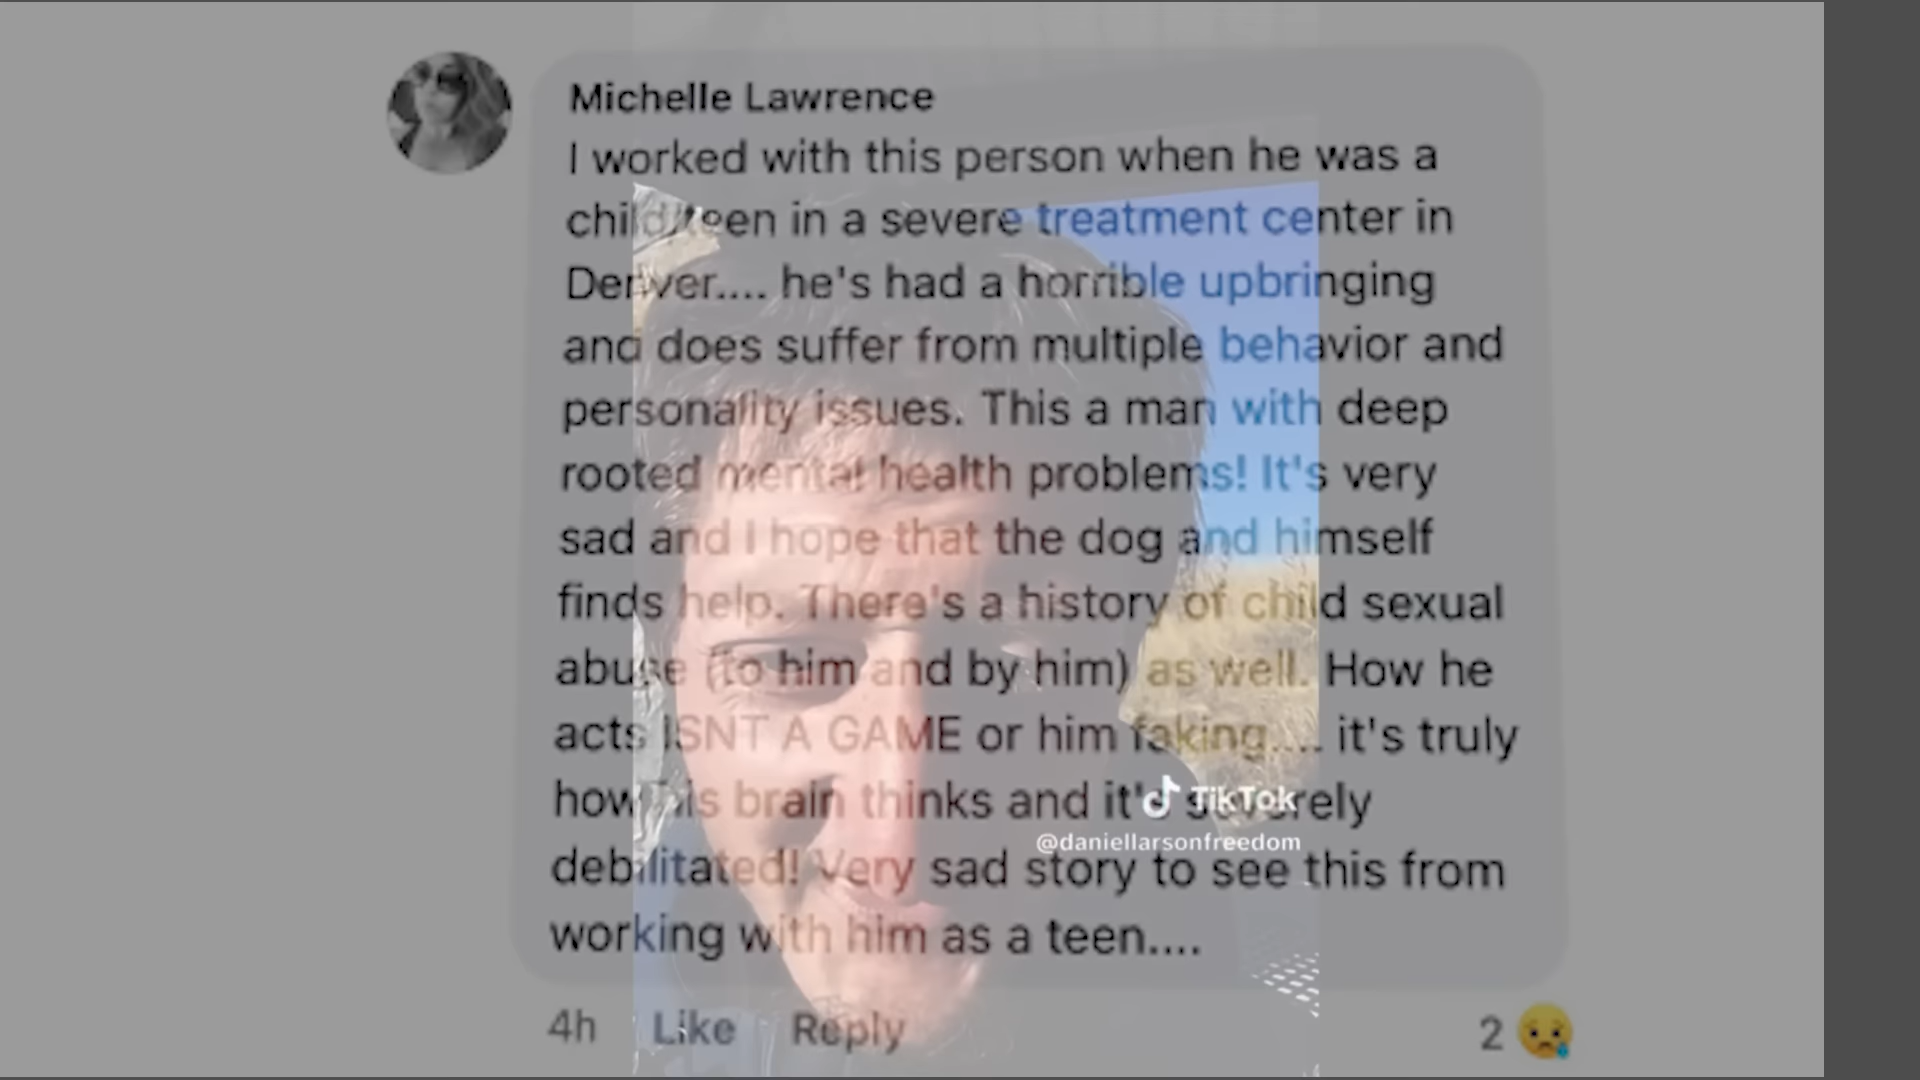 Michelle Lawrence
I worked with this person when he was a
child/teen in a severe treatment center in
Denver.... he's had a horrible upbringing
and does suffer from multiple behavior and
personality issues. This a man with deep
rooted mental health problems! It's very
sad and I hope that the dog and himself
finds help. There's a history of child sexual
abuse (to him and by him) as well. How he
acts ISNT A GAME or him faking.... it's truly
how his brain thinks and it's severely
debilitated! Very sad story to see this from
working with him as a teen....
TikTok
@daniellarsonfreedom
4h Like Reply 2